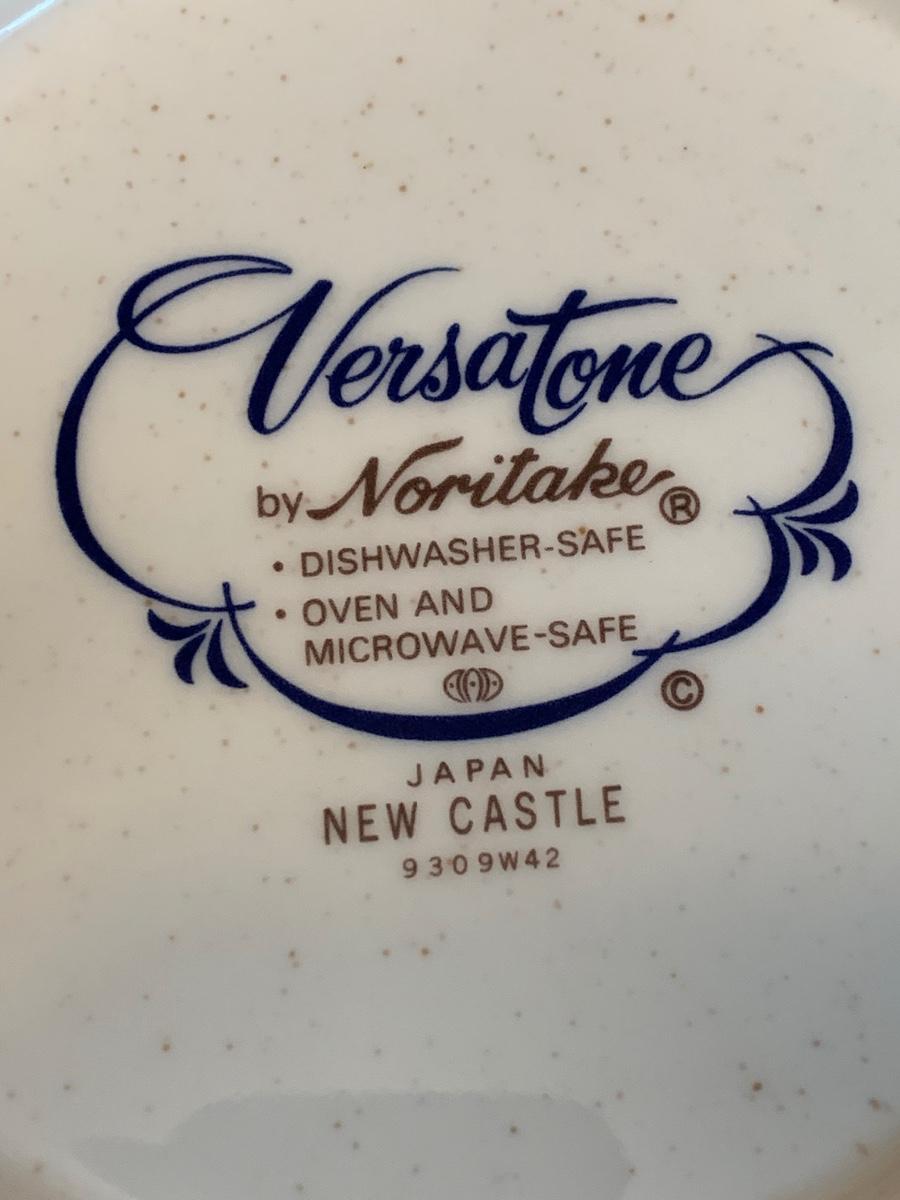 Versatone
by Noritake®
• DISHWASHER-SAFE
• OVEN AND
MICROWAVE-SAFE
©
JAPAN
NEW CASTLE
9309W42